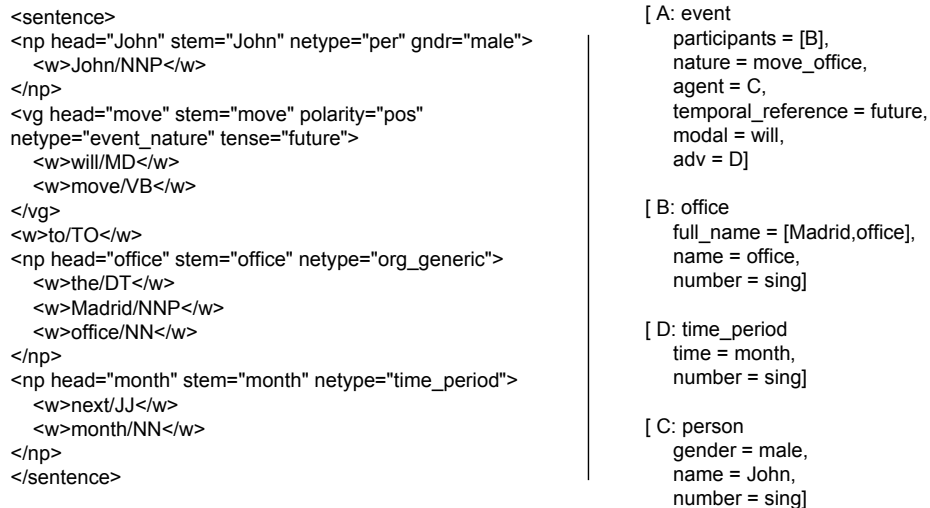 <sentence>
<np head="John" stem="John" netype="per" gndr="male">
<w>John/NNP</w>
</np>
<vg head="move" stem="move" polarity="pos"
netype="event_nature" tense="future">
<w>will/MD</w>
<w>move/VB</w>
</vg>
<w>to/TO</w>
<np head="office" stem="office" netype="org_generic">
<w>the/DT</w>
<w>Madrid/NNP</w>
<w>office/NN</w>
</np>
<np head="month" stem="month" netype="time_period">
<w>next/JJ</w>
<w>month/NN</w>
</np>
</sentence>
[ A: event
participants = [B],
nature = move_office,
agent = C,
temporal_reference = future,
modal = will,
adv = D]
[ B: office
full_name = [Madrid,office],
name = office,
number = sing]
[ D: time_period
time = month,
number = sing]
[ C: person
gender = male,
name = John,
number = sing]